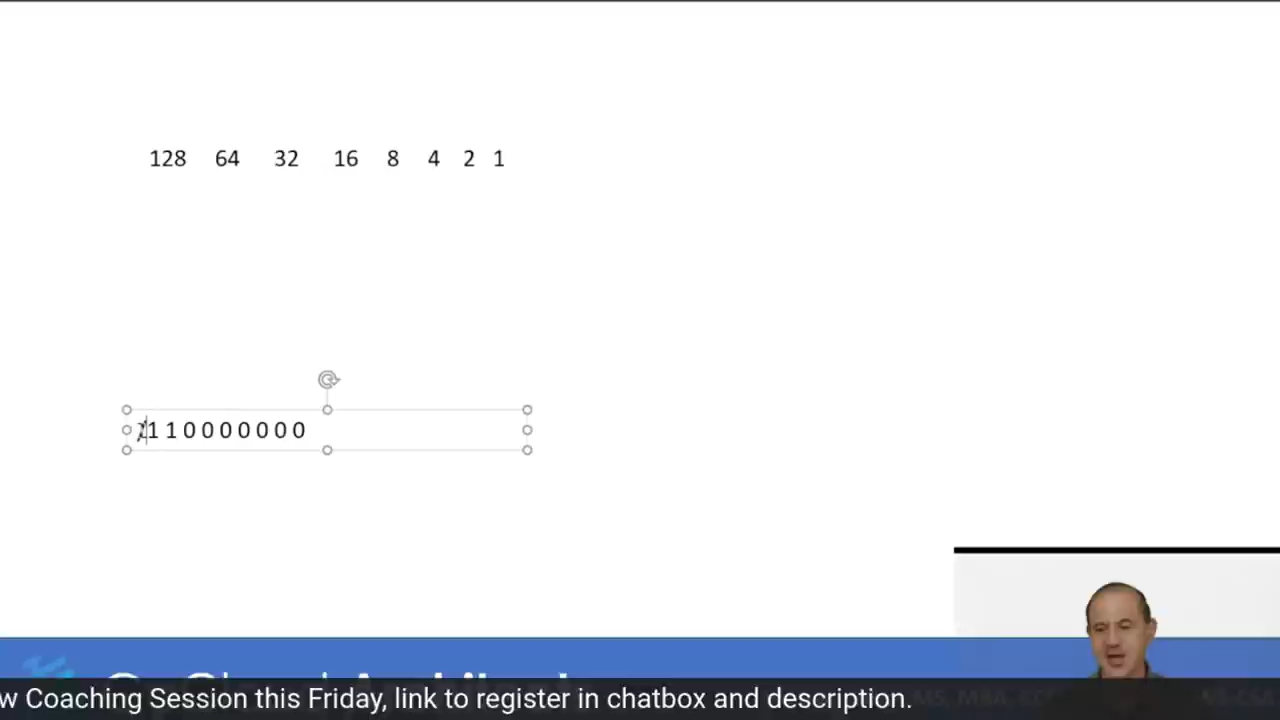 128 64 32 16 8 4 2 1
1 1 0 0 0 0 0 0 0
w Coaching Session this Friday, link to register in chatbox and description.